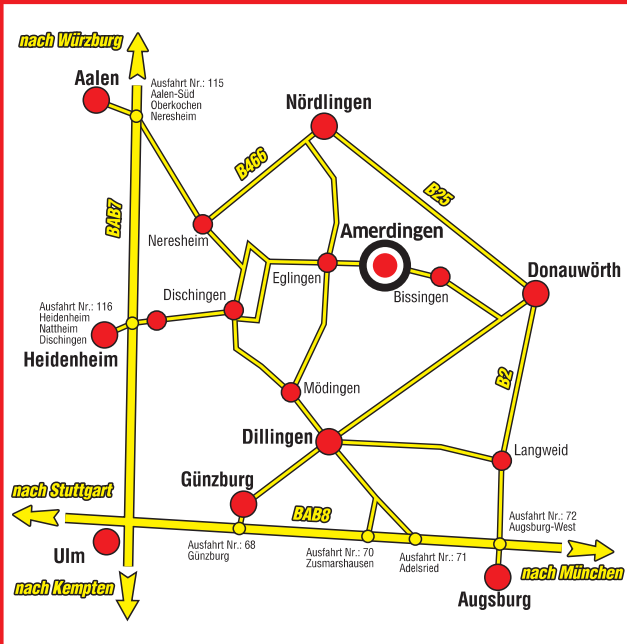 nach Würzburg
Aalen
Ausfahrt Nr.: 115
Aalen-Süd
Oberkochen
Neresheim
Nördlingen
B466
B25
BAB7
Neresheim
Amerdingen
Eglingen
Bissingen
Donauwörth
Dischingen
Ausfahrt Nr.: 116
Heidenheim
Nattheim
Dischingen
Heidenheim
B2
Mödingen
Dillingen
Langweid
Günzburg
nach Stuttgart
BAB8
Ausfahrt Nr.: 72
Augsburg-West
Ulm
Ausfahrt Nr.: 68
Günzburg
Ausfahrt Nr.: 70
Zusmarshausen
Ausfahrt Nr.: 71
Adelsried
nach München
nach Kempten
Augsburg